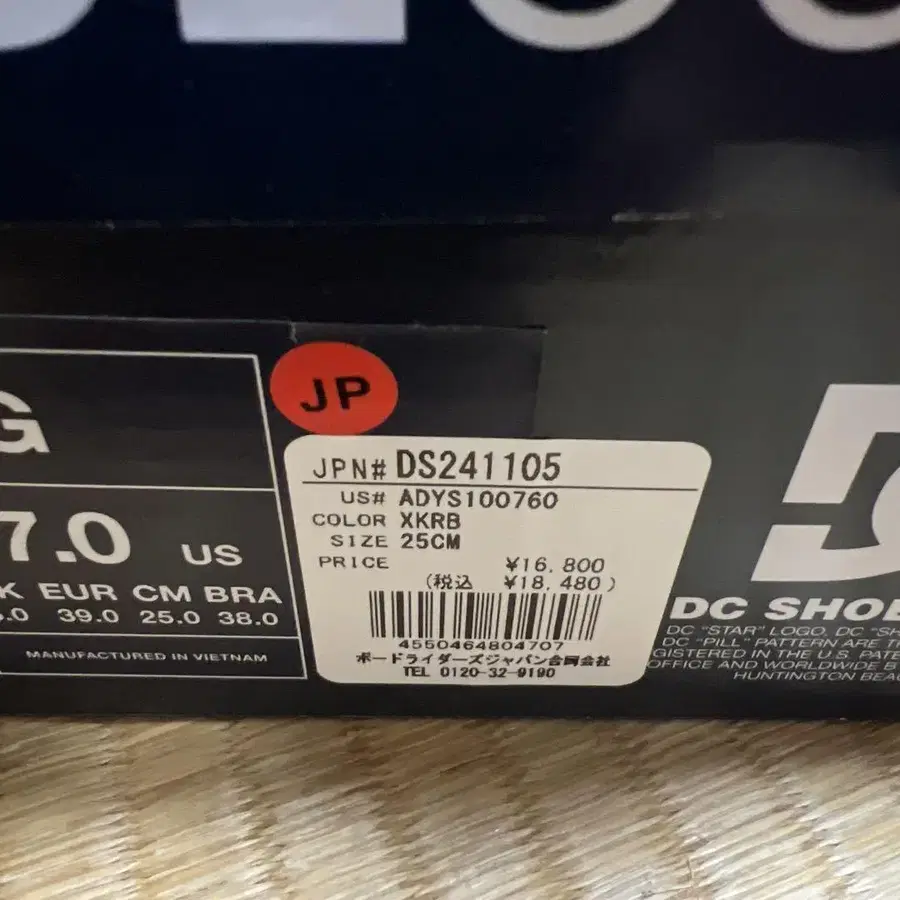 JP
G
7.0 US
K EUR CM BRA
.0 39.0 25.0 38.0
MANUFACTURED IN VIETNAM
JPN# DS241105
US# ADYS100760
COLOR XKRB
SIZE 25CM
PRICE ¥16,800
(税込 ¥18,480)
4550464804707
ボードライダーズジャパン合同会社
TEL 0120-32-9190
DC SHOE
DC "STAR" LOGO, DC "SH
DC "PILL" PATTERN ARE TH
GISTERED IN THE U.S. PATE
OFFICE AND WORLDWIDE B
HUNTINGTON BEAC